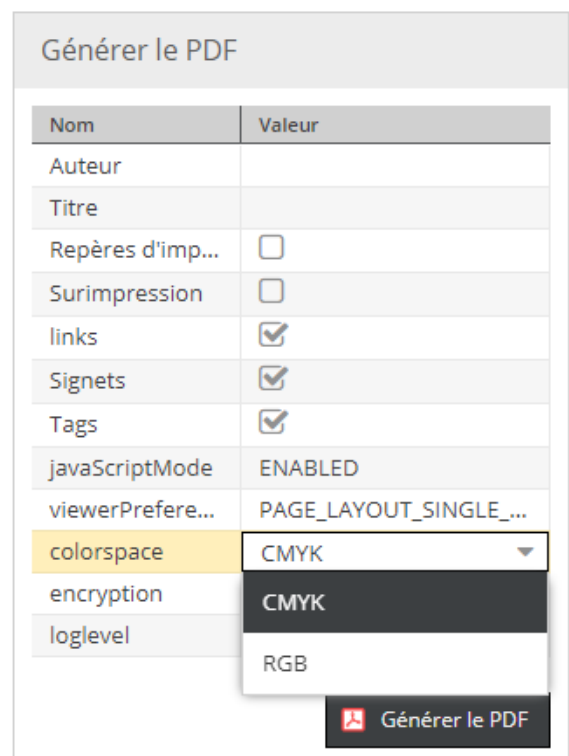 Générer le PDF
Nom Valeur
Auteur
Titre
Repères d'imp...
Surimpression
links
Signets
Tags
javaScriptMode ENABLED
viewerPrefere... PAGE_LAYOUT_SINGLE_...
colorspace CMYK
encryption CMYK
loglevel
RGB
Générer le PDF